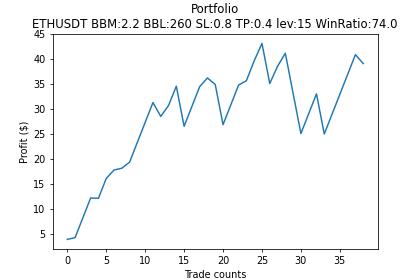 Portfolio
ETHUSDT BBM:2.2 BBL:260 SL:0.8 TP:0.4 lev:15 WinRatio:74.0
45
40
35
30
25
20
15
10
5
Profit ($)
0 5 10 15 20 25 30 35
Trade counts